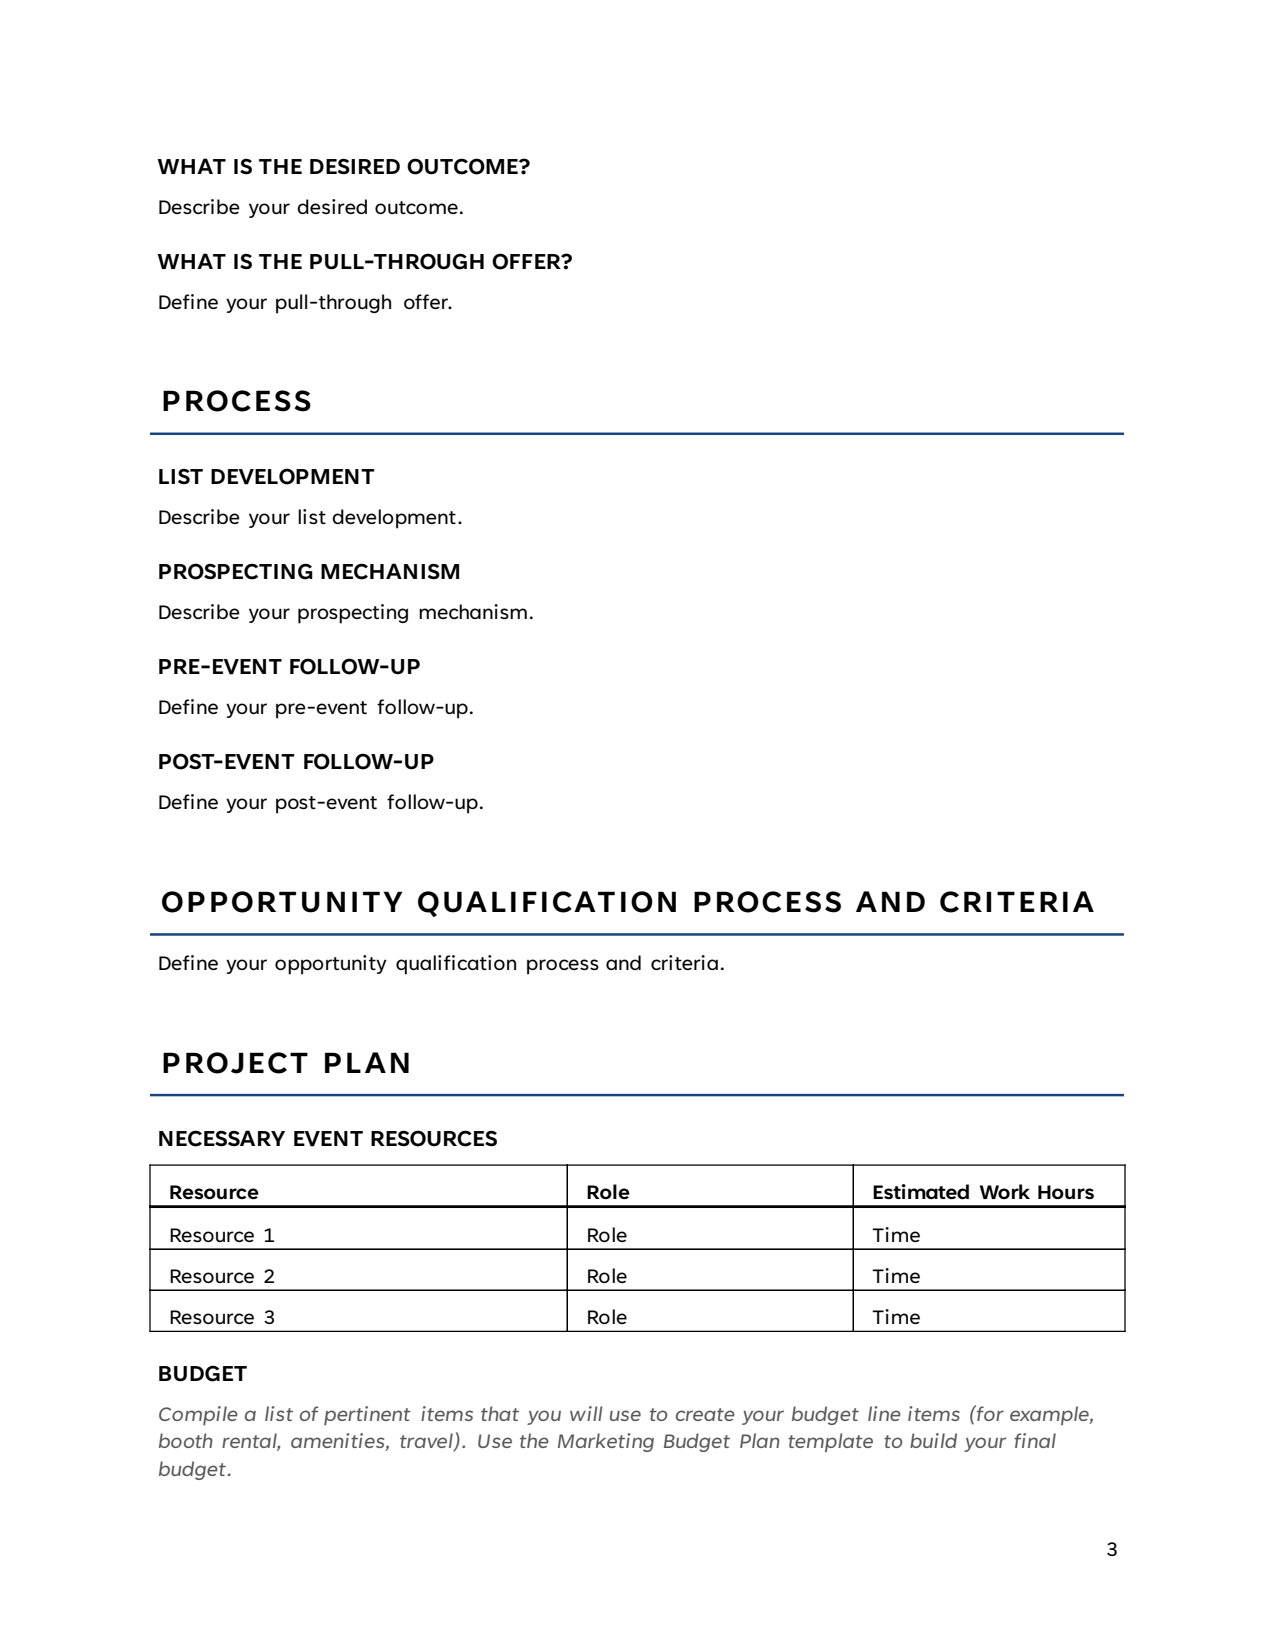 WHAT IS THE DESIRED OUTCOME?
Describe your desired outcome.
WHAT IS THE PULL-THROUGH OFFER?
Define your pull-through offer.
PROCESS
LIST DEVELOPMENT
Describe your list development.
PROSPECTING MECHANISM
Describe your prospecting mechanism.
PRE-EVENT FOLLOW-UP
Define your pre-event follow-up.
POST-EVENT FOLLOW-UP
Define your post-event follow-up.
OPPORTUNITY QUALIFICATION PROCESS AND CRITERIA
Define your opportunity qualification process and criteria.
PROJECT PLAN
NECESSARY EVENT RESOURCES
Resource Role Estimated Work Hours
Resource 1 Role Time
Resource 2 Role Time
Resource 3 Role Time
BUDGET
Compile a list of pertinent items that you will use to create your budget line items (for example,
booth rental, amenities, travel). Use the Marketing Budget Plan template to build your final
budget.
3